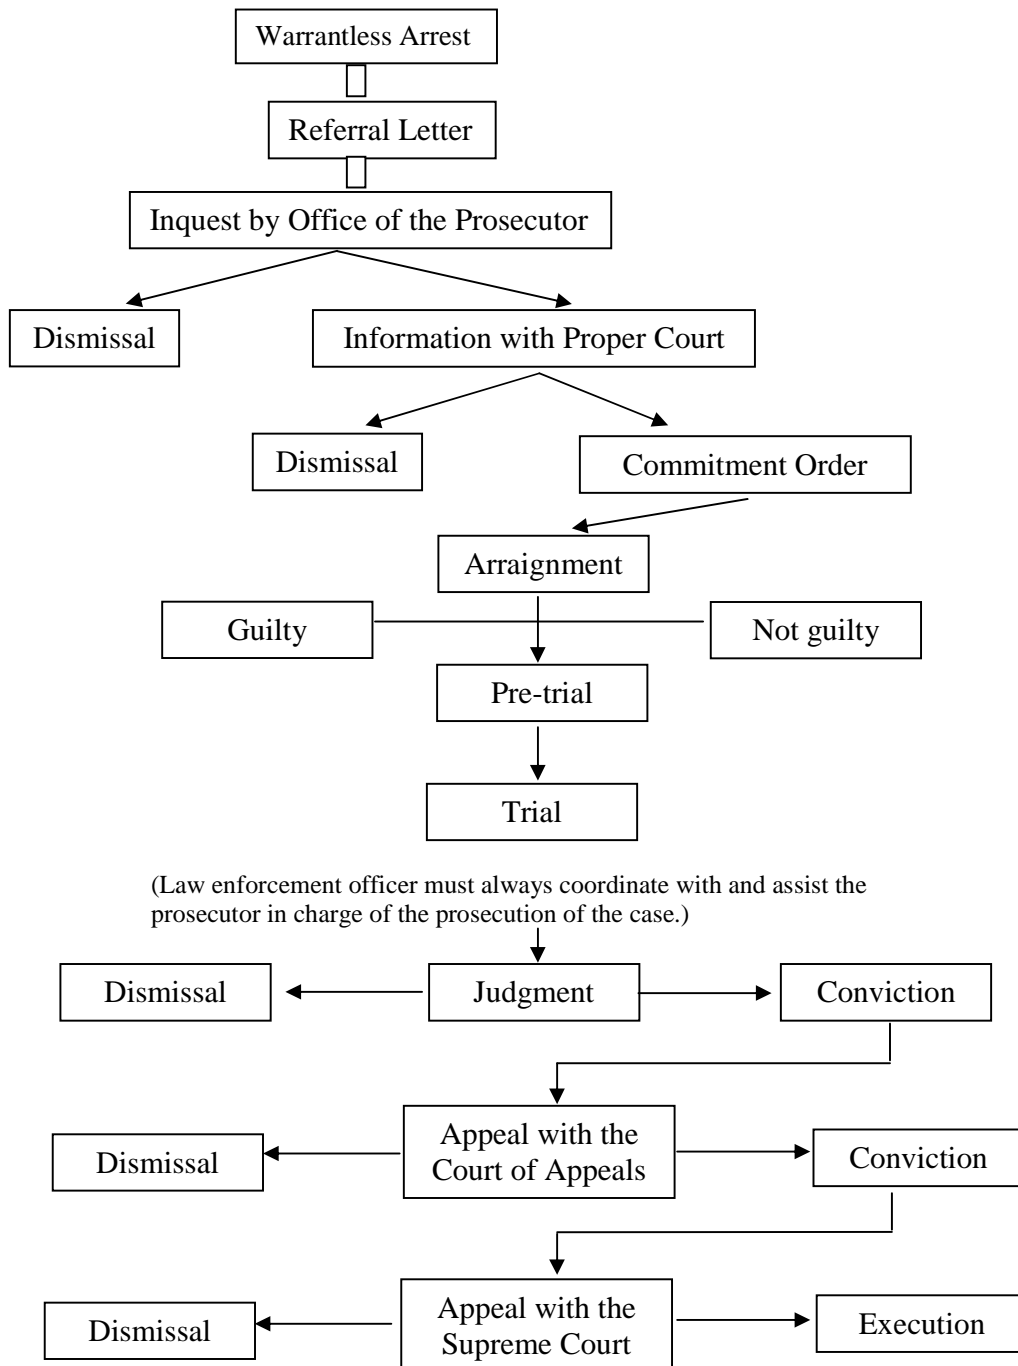 Warrantless Arrest
Referral Letter
Inquest by Office of the Prosecutor
Dismissal
Information with Proper Court
Dismissal
Commitment Order
Arraignment
Guilty
Not guilty
Pre-trial
Trial
(Law enforcement officer must always coordinate with and assist the
prosecutor in charge of the prosecution of the case.)
Dismissal
Judgment
Conviction
Dismissal
Appeal with the
Court of Appeals
Conviction
Dismissal
Appeal with the
Supreme Court
Execution